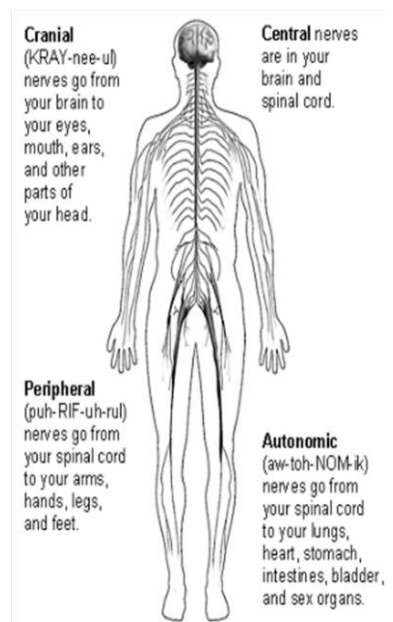 Cranial
(KRAY-nee-ul)
nerves go from
your brain to
your eyes,
mouth, ears,
and other
parts of
your head.
Central nerves
are in your
brain and
spinal cord.
Peripheral
(puh-RIF-uh-rul)
nerves go from
your spinal cord
to your arms,
hands, legs,
and feet.
Autonomic
(aw-toh-NOM-ik)
nerves go from
your spinal cord
to your lungs,
heart, stomach,
intestines, bladder,
and sex organs.